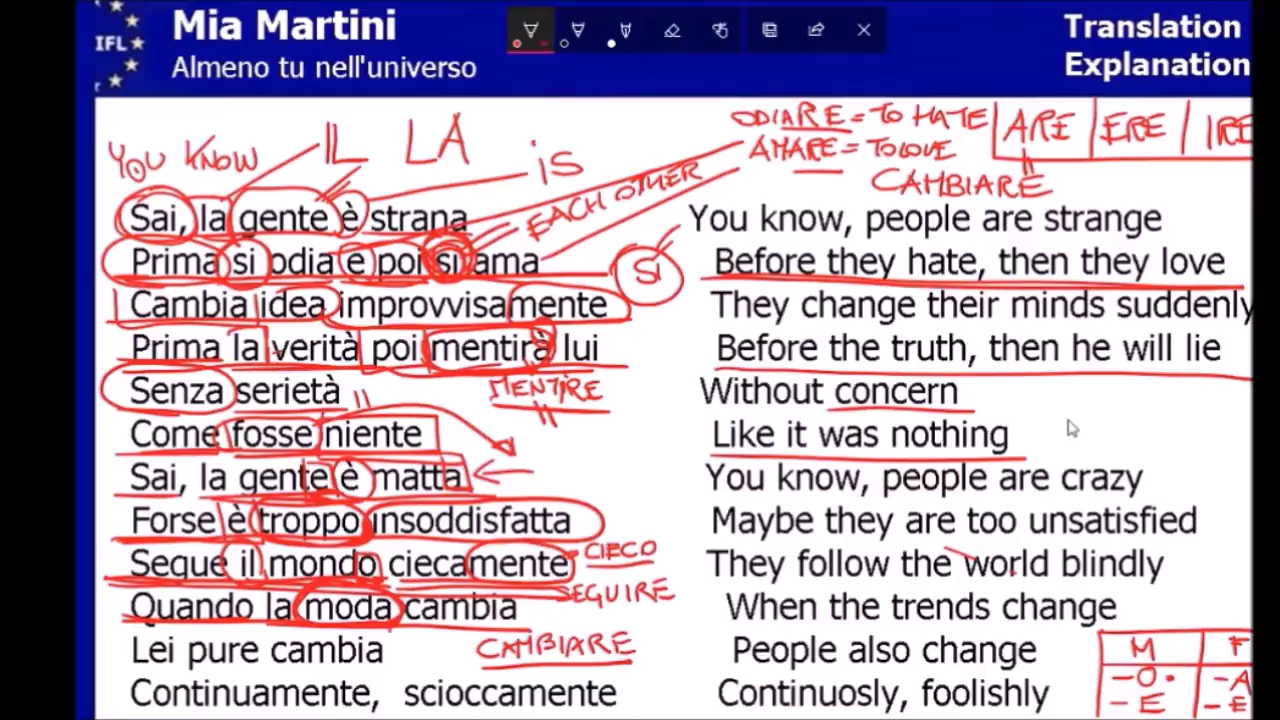 IFL
Mia Martini
Almeno tu nell'universo
Translation
Explanation
YOU KNOW
IL LA
IS
EACH OTHER
ODIARE = TO HATE
AMARE = TO LOVE
ARE ERE IRE
CAMBIARE
Sai, la gente è strana
You know, people are strange
Prima si odia e poi si ama
SI
Before they hate, then they love
Cambia idea improvvisamente
They change their minds suddenly
Prima la verità poi mentirà lui
Before the truth, then he will lie
Senza serietà
MENTIRE
Without concern
Come fosse niente
Like it was nothing
Sai, la gente è matta
You know, people are crazy
Forse è troppo insoddisfatta
Maybe they are too unsatisfied
Segue il mondo ciecamente
CIECO
They follow the world blindly
SEGUIRE
Quando la moda cambia
When the trends change
Lei pure cambia
CAMBIARE
People also change
Continuamente, scioccamente
Continuosly, foolishly
M F
-O -A
-E -E